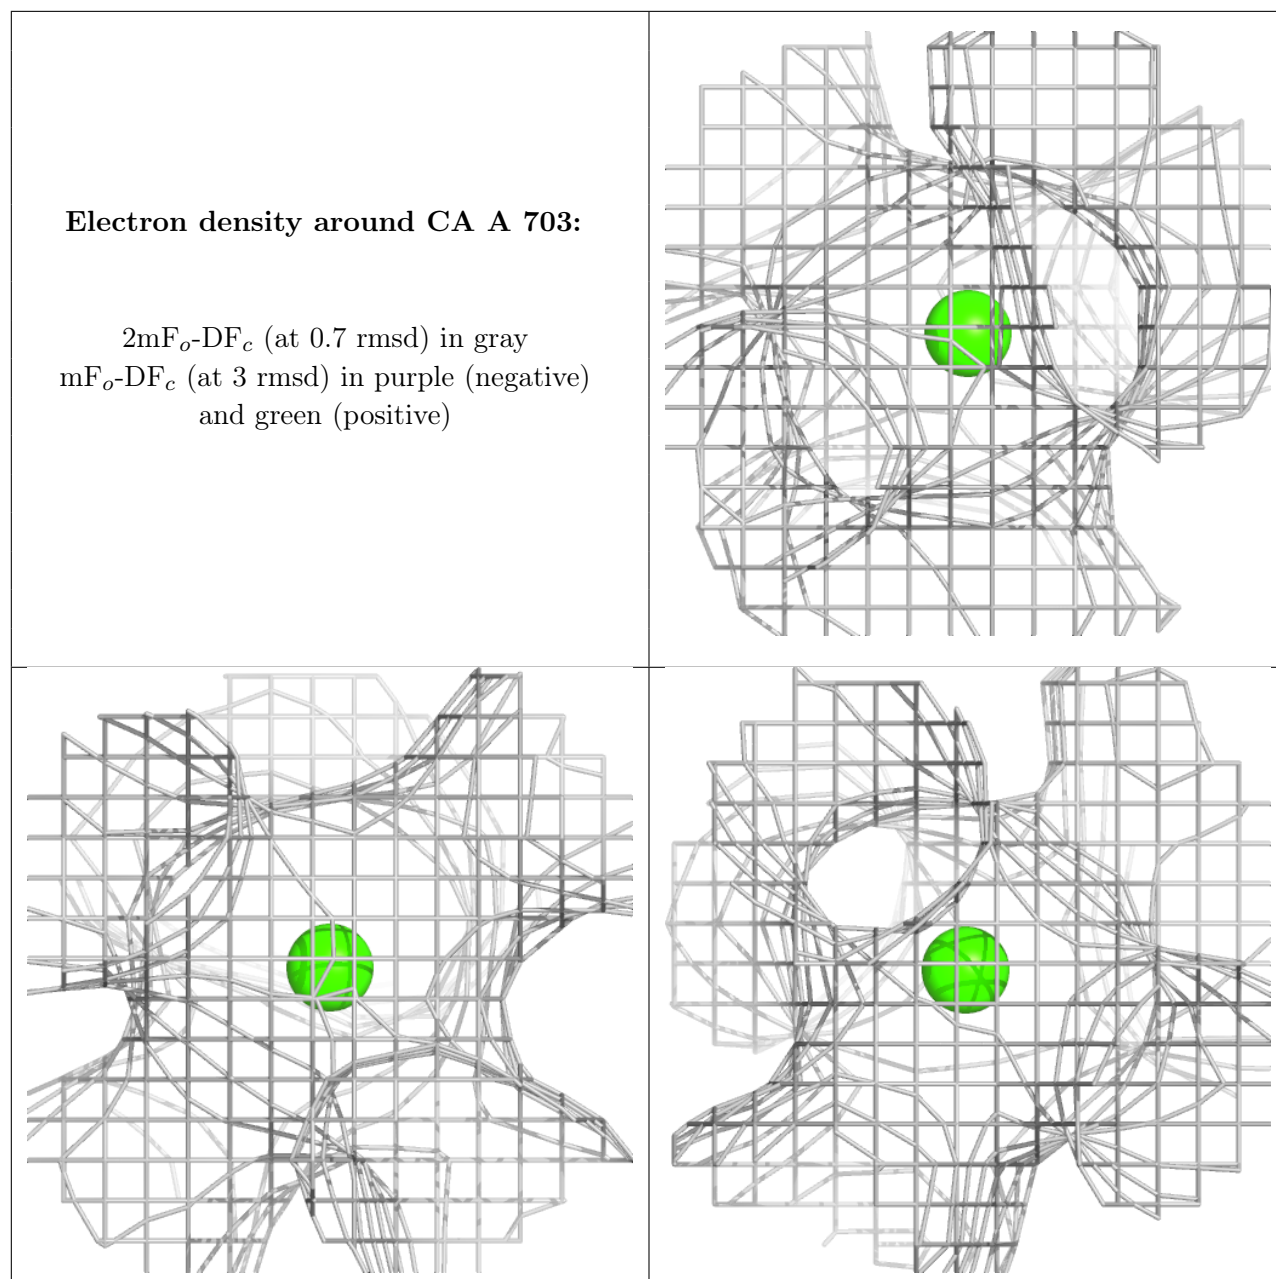 Electron density around CA A 703:
2mFo-DFc (at 0.7 rmsd) in gray
mFo-DFc (at 3 rmsd) in purple (negative)
and green (positive)